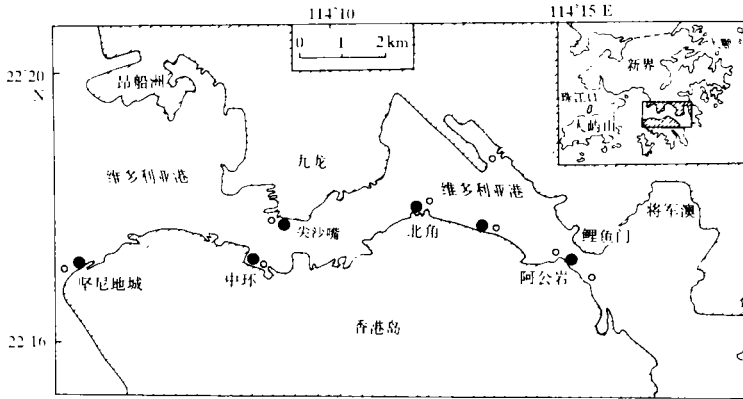 114°10′
114°15′E
0 1 2 km
22°20′
N
昂船洲
新界
珠江口
大屿山
九龙
维多利亚港
维多利亚港
将军澳
尖沙嘴
北角
鲤鱼门
坚尼地城
中环
阿公岩
22°16′
香港岛